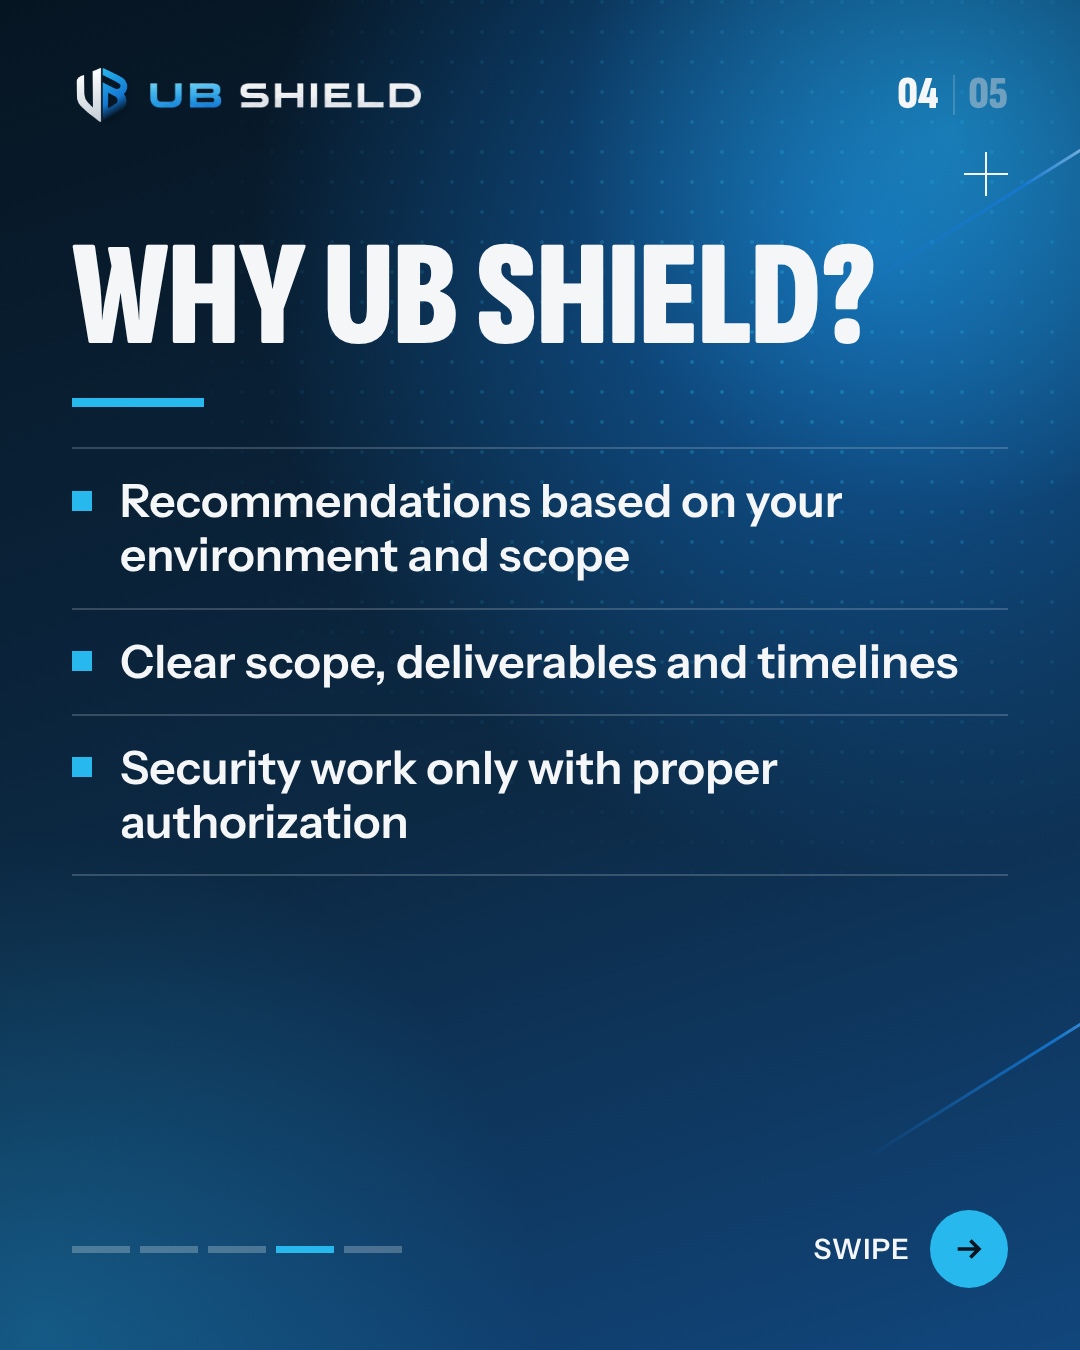 UB SHIELD
04 | 05
WHY UB SHIELD?
Recommendations based on your
environment and scope
Clear scope, deliverables and timelines
Security work only with proper
authorization
SWIPE